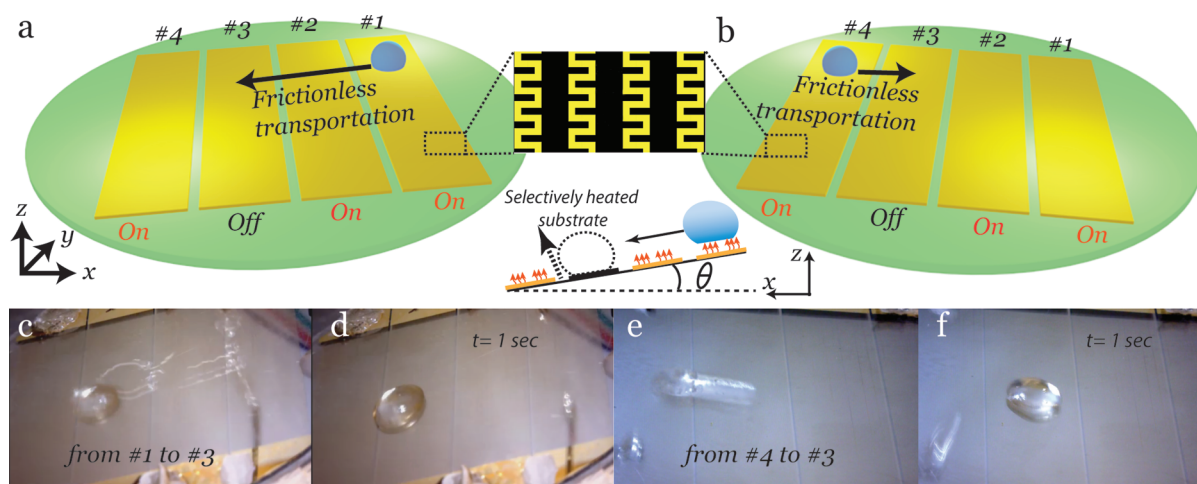 a
#4 #3 #2 #1
Frictionless
transportation
On Off On On
z
y
x
Selectively heated
substrate
θ
z
x
b
#4 #3 #2 #1
Frictionless
transportation
On Off On On
c
from #1 to #3
d
t= 1 sec
e
from #4 to #3
f
t= 1 sec